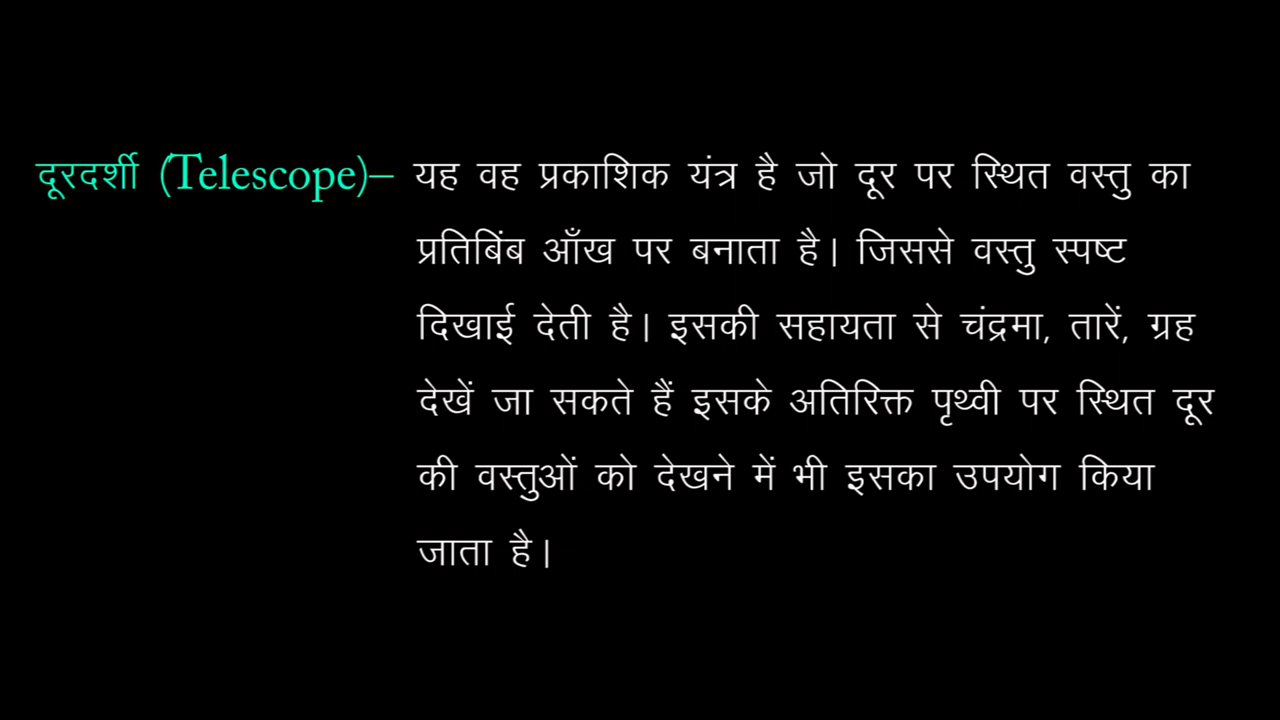 दूरदर्शी (Telescope)– यह वह प्रकाशिक यंत्र है जो दूर पर स्थित वस्तु का
प्रतिबिंब आँख पर बनाता है। जिससे वस्तु स्पष्ट
दिखाई देती है। इसकी सहायता से चंद्रमा, तारें, ग्रह
देखें जा सकते हैं इसके अतिरिक्त पृथ्वी पर स्थित दूर
की वस्तुओं को देखने में भी इसका उपयोग किया
जाता है।